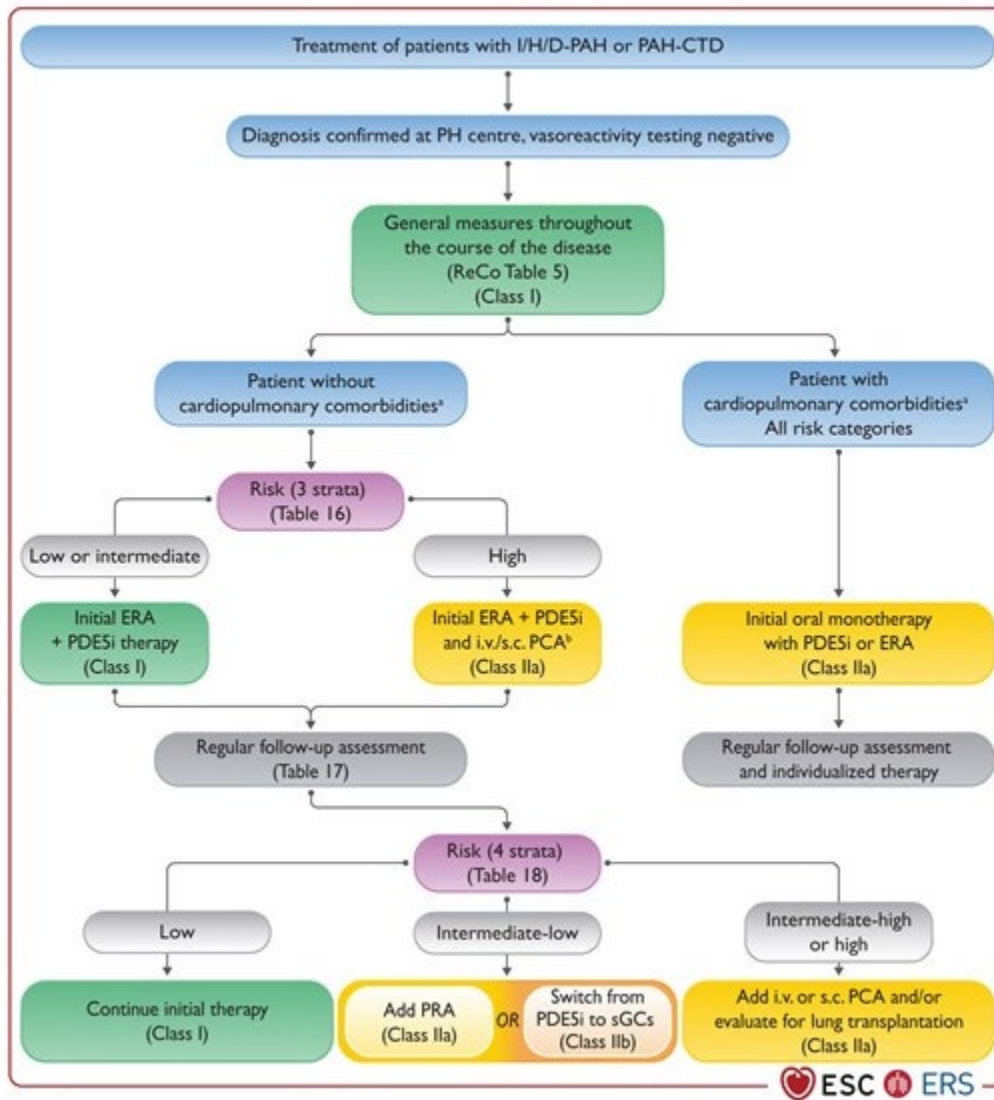 Treatment of patients with I/H/D-PAH or PAH-CTD
Diagnosis confirmed at PH centre, vasoreactivity testing negative
General measures throughout
the course of the disease
(ReCo Table 5)
(Class I)
Patient without
cardiopulmonary comorbiditiesᵃ
Patient with
cardiopulmonary comorbiditiesᵃ
All risk categories
Risk (3 strata)
(Table 16)
Low or intermediate
High
Initial ERA
+ PDE5i therapy
(Class I)
Initial ERA + PDE5i
and i.v./s.c. PCAᵇ
(Class IIa)
Initial oral monotherapy
with PDE5i or ERA
(Class IIa)
Regular follow-up assessment
(Table 17)
Regular follow-up assessment
and individualized therapy
Risk (4 strata)
(Table 18)
Low
Intermediate-low
Intermediate-high
or high
Continue initial therapy
(Class I)
Add PRA
(Class IIa)
OR
Switch from
PDE5i to sGCs
(Class IIb)
Add i.v. or s.c. PCA and/or
evaluate for lung transplantation
(Class IIa)
ESC ERS